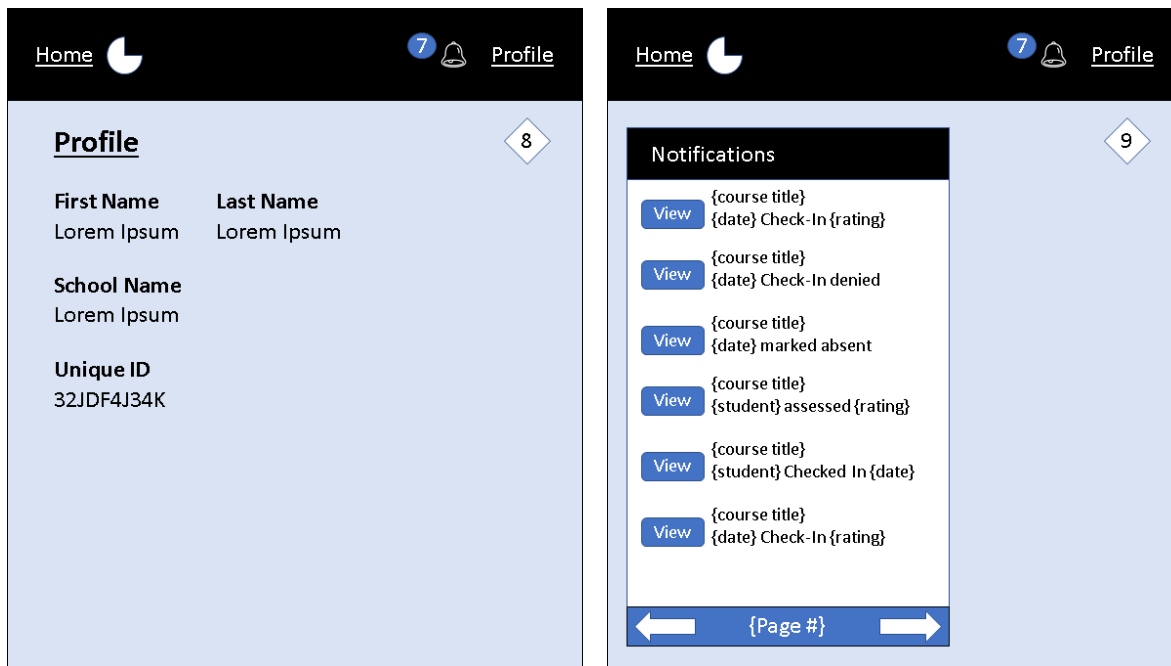 Home 7 Profile
Profile 8
First Name Last Name
Lorem Ipsum Lorem Ipsum
School Name
Lorem Ipsum
Unique ID
32JDF4J34K
Home 7 Profile
9
Notifications
{course title}
View {date} Check-In {rating}
{course title}
View {date} Check-In denied
{course title}
View {date} marked absent
{course title}
View {student} assessed {rating}
{course title}
View {student} Checked In {date}
{course title}
View {date} Check-In {rating}
{Page #}